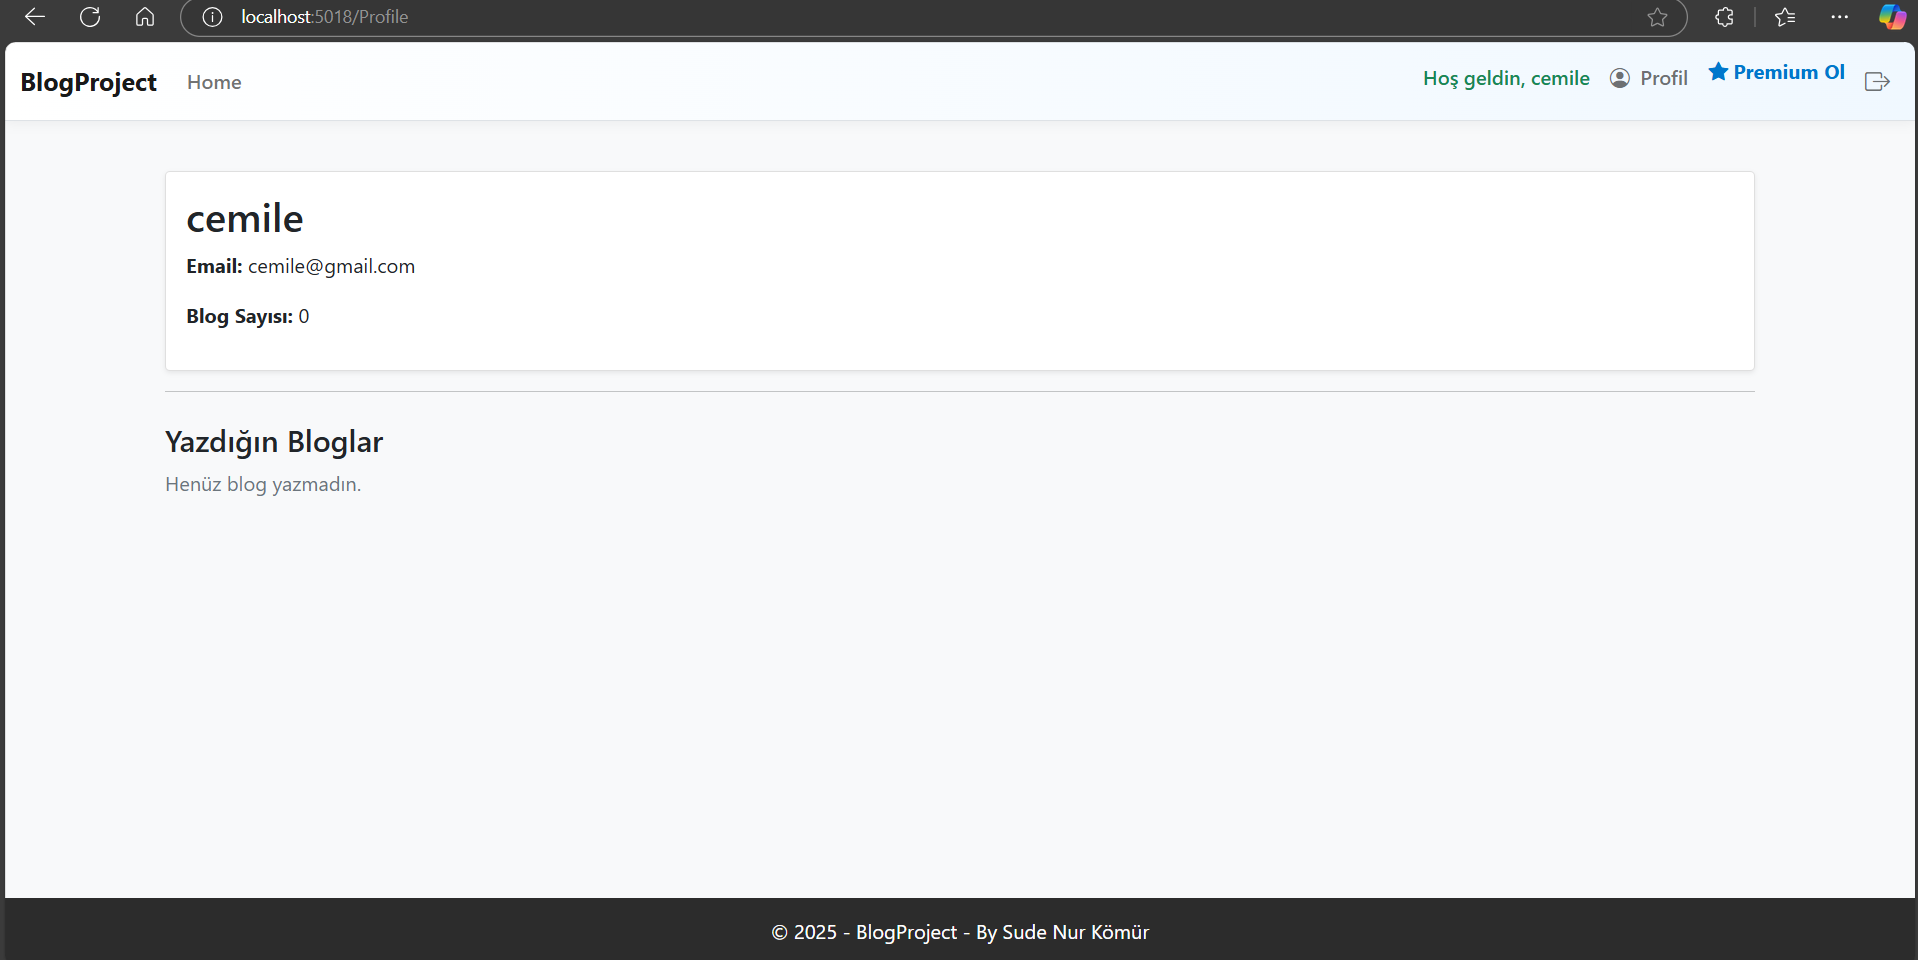 localhost:5018/Profile
BlogProject Home Hoş geldin, cemile Profil Premium Ol
cemile
Email: cemile@gmail.com
Blog Sayısı: 0
Yazdığın Bloglar
Henüz blog yazmadın.
© 2025 - BlogProject - By Sude Nur Kömür